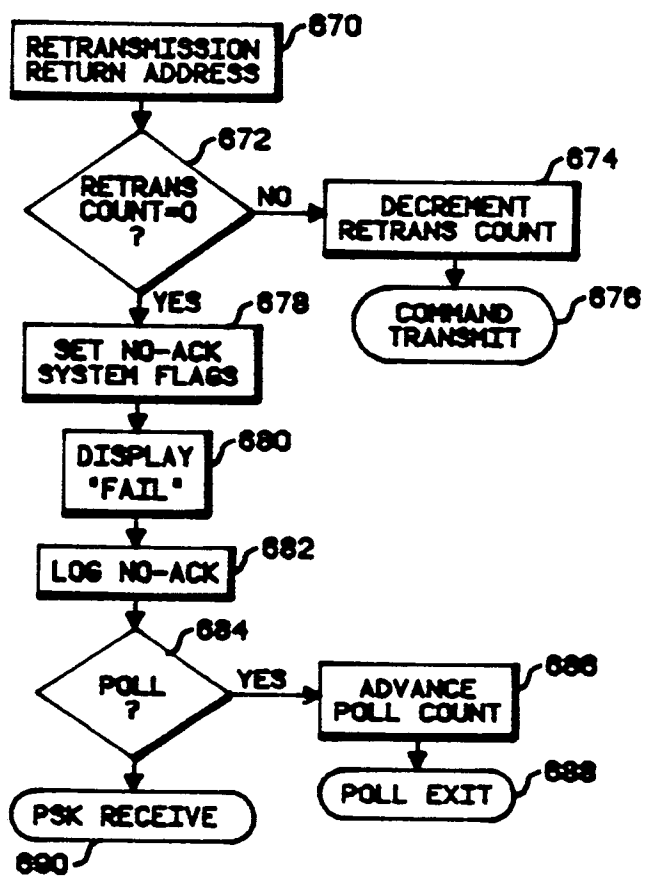 670
RETRANSMISSION
RETURN ADDRESS
672
RETRANS
COUNT=0
?
NO
674
DECREMENT
RETRANS COUNT
676
COMMAND
TRANSMIT
YES
678
SET NO-ACK
SYSTEM FLAGS
680
DISPLAY
"FAIL"
682
LOG NO-ACK
684
POLL
?
YES
686
ADVANCE
POLL COUNT
688
POLL EXIT
PSK RECEIVE
690